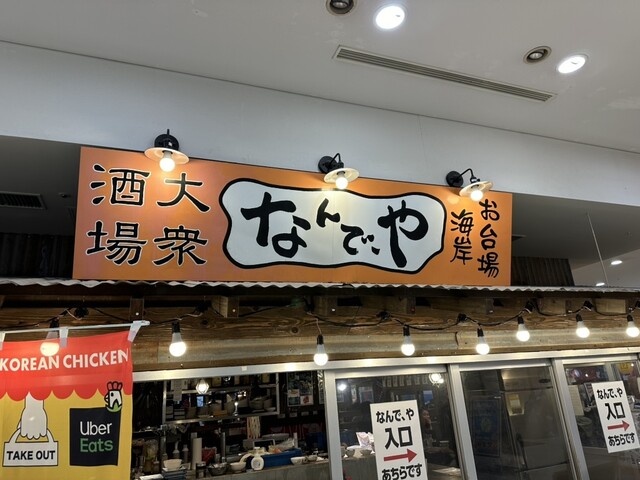 大衆
酒場
なんで、や
お台場
海岸
KOREAN CHICKEN
TAKE OUT
Uber
Eats
なんで、や
入口
→
あちらです
なんで、や
入口
→
あちらです